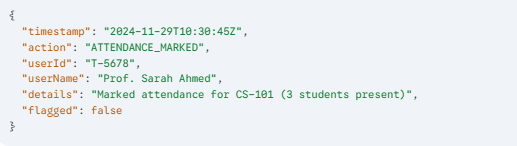 {
  "timestamp": "2024-11-29T10:30:45Z",
  "action": "ATTENDANCE_MARKED",
  "userId": "T-5678",
  "userName": "Prof. Sarah Ahmed",
  "details": "Marked attendance for CS-101 (3 students present)",
  "flagged": false
}